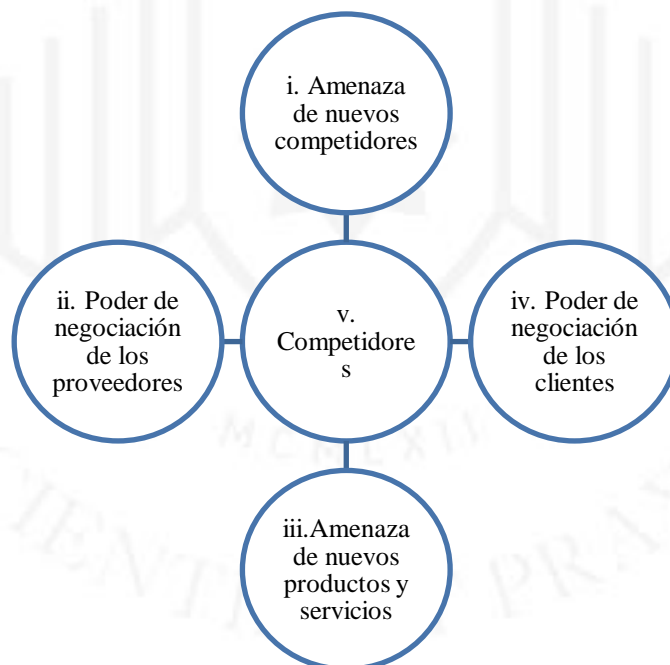 i. Amenaza
de nuevos
competidores
ii. Poder de
negociación
de los
proveedores
v.
Competidore
s
iv. Poder de
negociación
de los
clientes
MCMLXII
iii.Amenaza
de nuevos
productos y
servicios